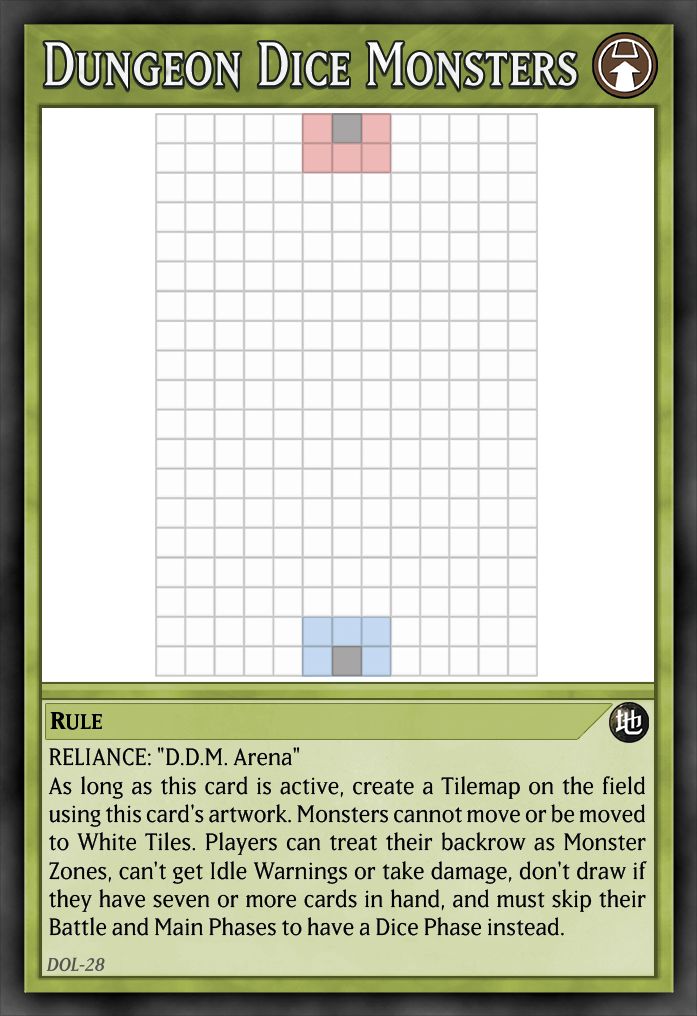 Dungeon Dice Monsters
Rule
RELIANCE: "D.D.M. Arena"
As long as this card is active, create a Tilemap on the field
using this card's artwork. Monsters cannot move or be moved
to White Tiles. Players can treat their backrow as Monster
Zones, can't get Idle Warnings or take damage, don't draw if
they have seven or more cards in hand, and must skip their
Battle and Main Phases to have a Dice Phase instead.
DOL-28